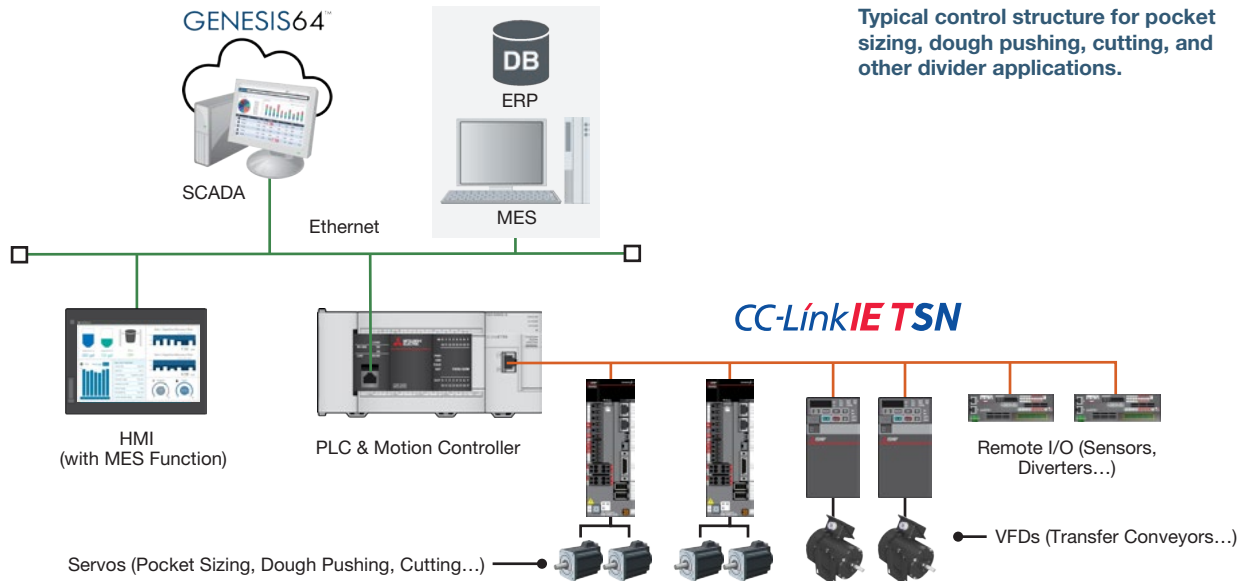 GENESIS64™
Typical control structure for pocket
sizing, dough pushing, cutting, and
other divider applications.
DB
ERP
SCADA
MES
Ethernet
CC-Link IE TSN
HMI
(with MES Function)
PLC & Motion Controller
Remote I/O (Sensors,
Diverters…)
VFDs (Transfer Conveyors…)
Servos (Pocket Sizing, Dough Pushing, Cutting…)